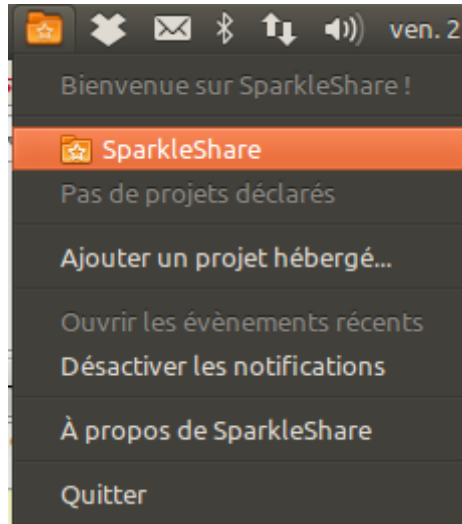 ven. 2
Bienvenue sur SparkleShare !
SparkleShare
Pas de projets déclarés
Ajouter un projet hébergé...
Ouvrir les évènements récents
Désactiver les notifications
À propos de SparkleShare
Quitter